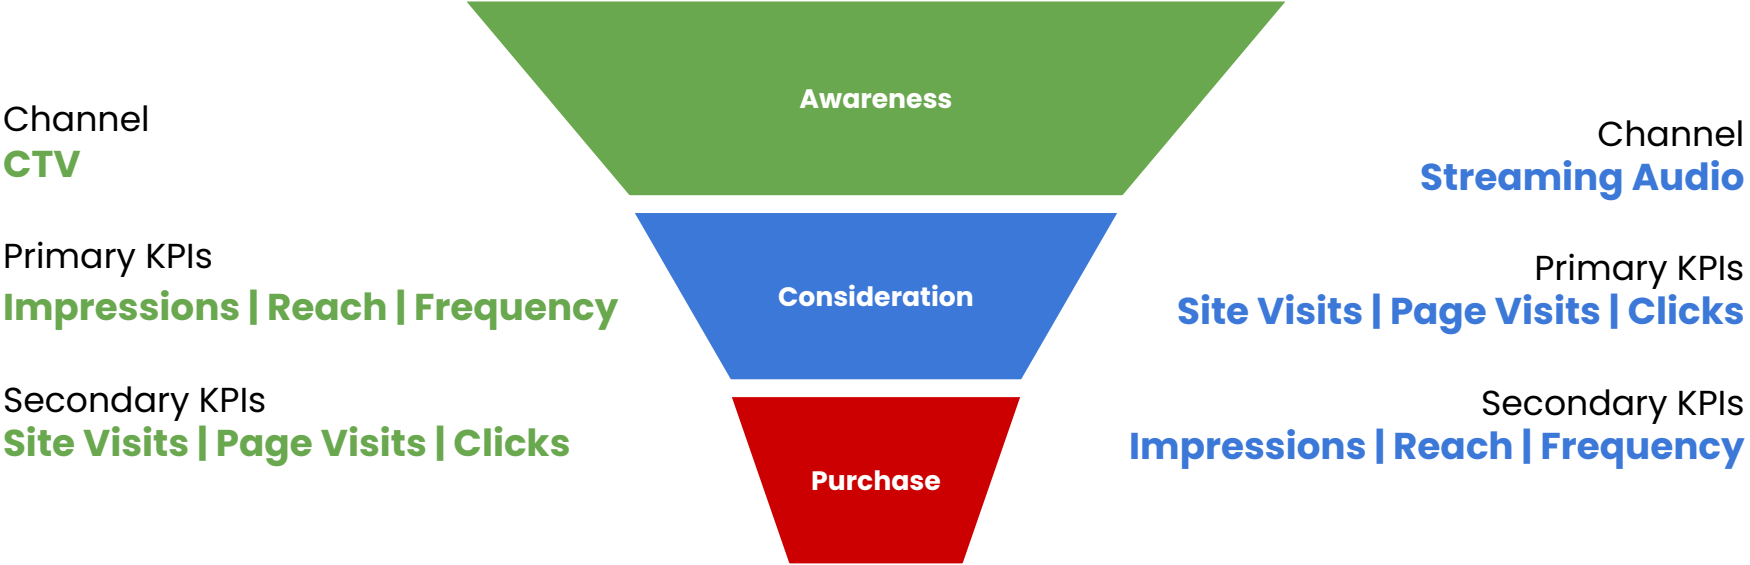 Awareness
Consideration
Purchase
Channel
CTV
Primary KPIs
Impressions | Reach | Frequency
Secondary KPIs
Site Visits | Page Visits | Clicks
Channel
Streaming Audio
Primary KPIs
Site Visits | Page Visits | Clicks
Secondary KPIs
Impressions | Reach | Frequency